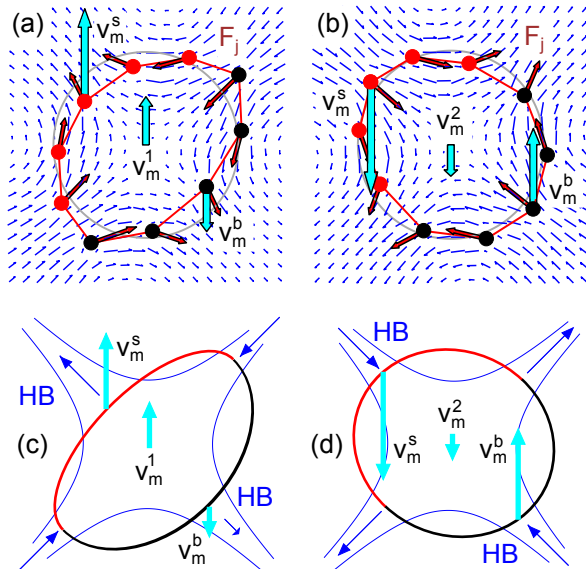 (a) v_m^s F_j
v_m^1
v_m^b
(b) F_j
v_m^s
v_m^2
v_m^b
(c) v_m^s
HB
v_m^1
HB
v_m^b
(d) HB
v_m^2
v_m^s v_m^b
HB